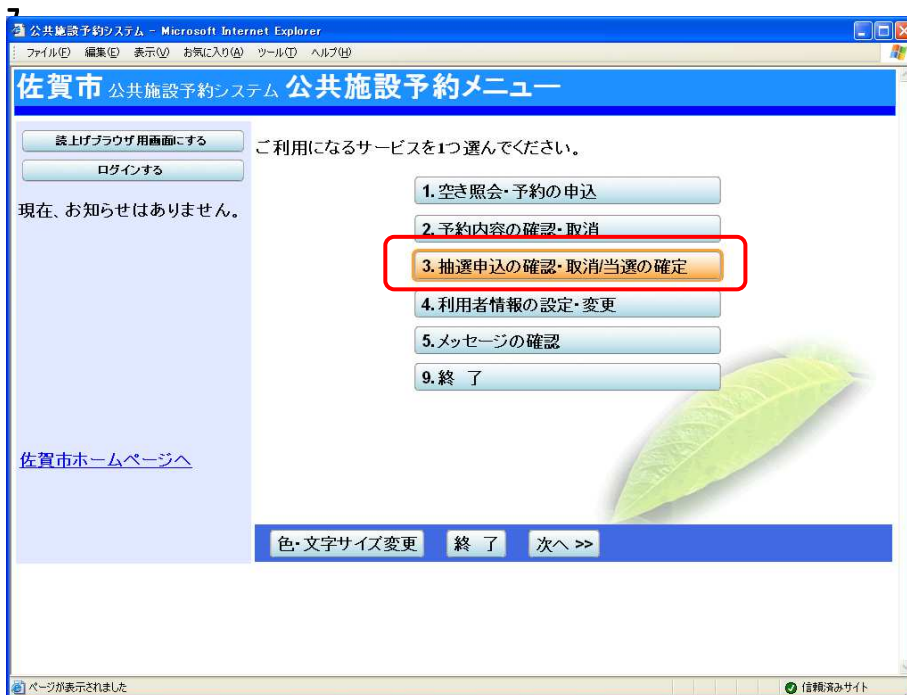 公共施設予約システム - Microsoft Internet Explorer
ファイル(F) 編集(E) 表示(V) お気に入り(A) ツール(T) ヘルプ(H)
佐賀市 公共施設予約システム 公共施設予約メニュー
読上げブラウザ用画面にする
ログインする
現在、お知らせはありません。
佐賀市ホームページへ
ご利用になるサービスを1つ選んでください。
1. 空き照会・予約の申込
2. 予約内容の確認・取消
3. 抽選申込の確認・取消/当選の確定
4. 利用者情報の設定・変更
5. メッセージの確認
9. 終 了
色・文字サイズ変更 終 了 次へ >>
ページが表示されました 信頼済みサイト